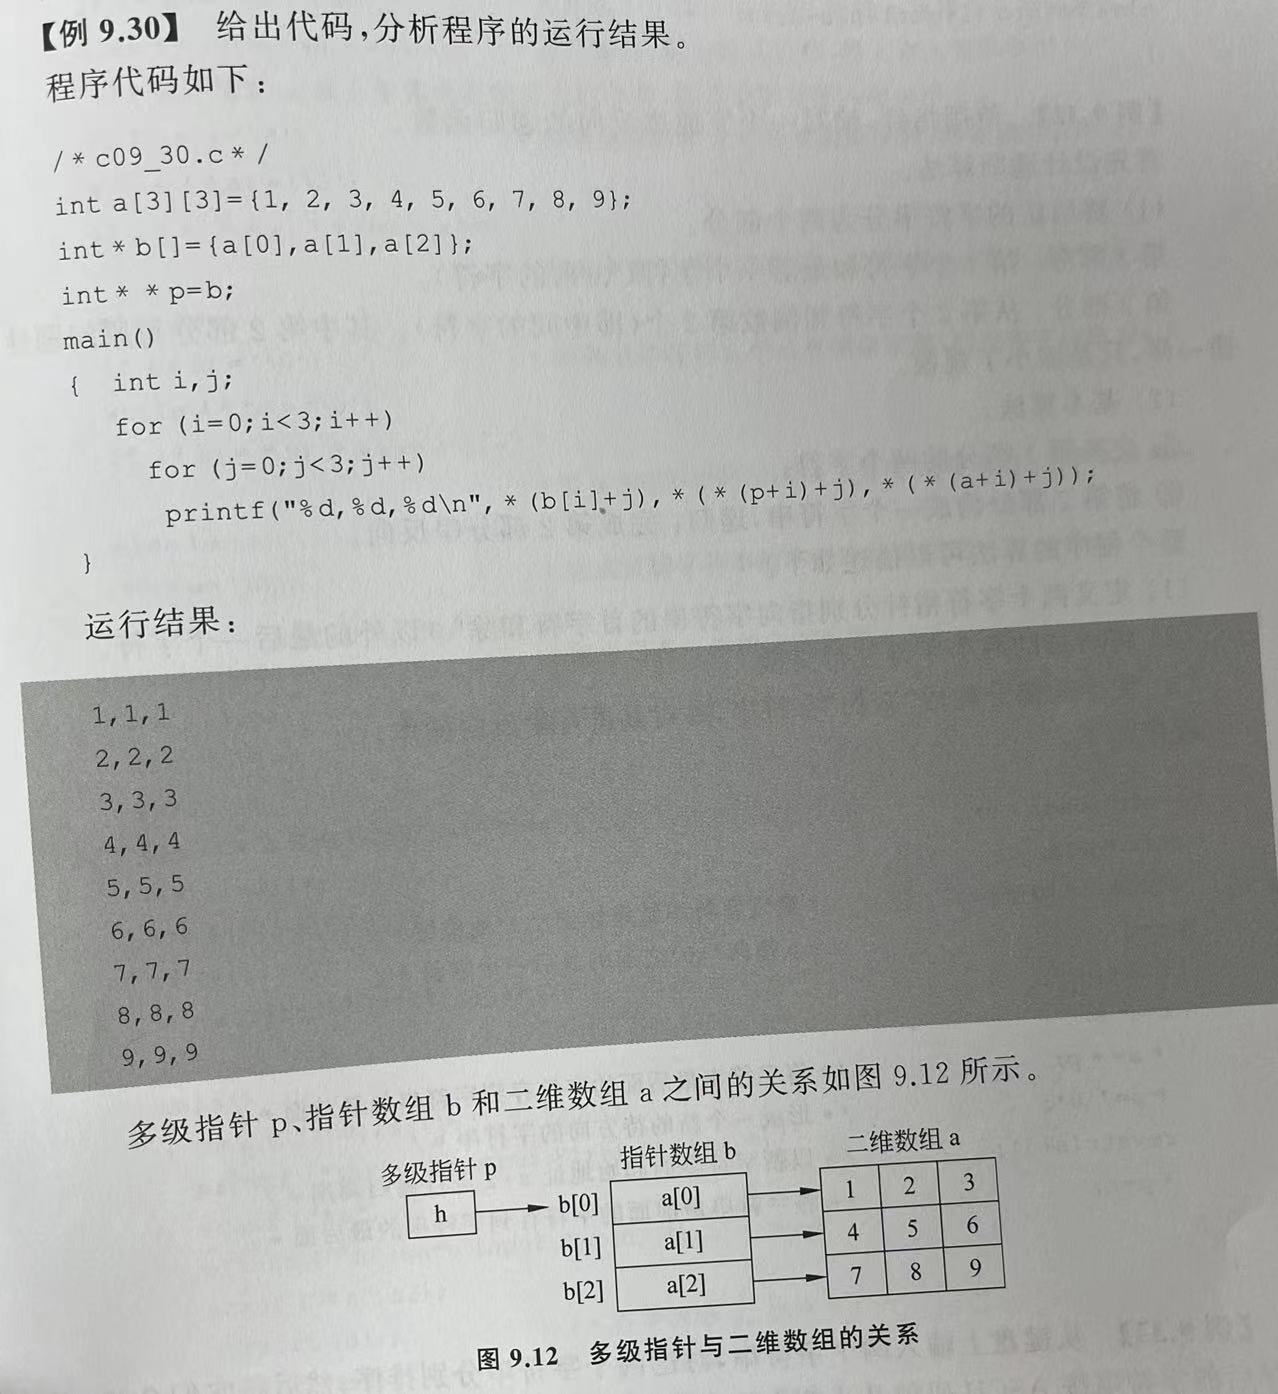 【例 9.30】 给出代码,分析程序的运行结果。
程序代码如下:
/*c09_30.c*/
int a[3][3]={1, 2, 3, 4, 5, 6, 7, 8, 9};
int * b[]={a[0],a[1],a[2]};
int * * p=b;
main()
{ int i,j;
for (i=0;i<3;i++)
for (j=0;j<3;j++)
printf("%d,%d,%d\n", *(b[i]+j), *(*(p+i)+j), *(*(a+i)+j));
}
运行结果:
1,1,1
2,2,2
3,3,3
4,4,4
5,5,5
6,6,6
7,7,7
8,8,8
9,9,9
多级指针 p、指针数组 b 和二维数组 a 之间的关系如图 9.12 所示。
多级指针 p 指针数组 b 二维数组 a
h b[0] a[0] 1 2 3
b[1] a[1] 4 5 6
b[2] a[2] 7 8 9
图 9.12 多级指针与二维数组的关系